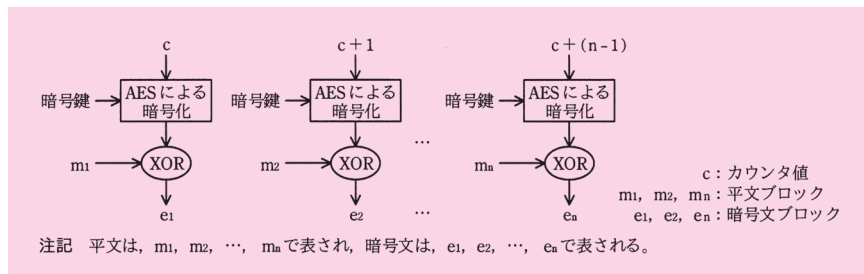 c c+1 c+(n-1)
暗号鍵 AESによる暗号化 暗号鍵 AESによる暗号化 暗号鍵 AESによる暗号化
…
m1 XOR m2 XOR mn XOR
c：カウンタ値
m1, m2, mn：平文ブロック
e1 e2 … en
e1, e2, en：暗号文ブロック
注記 平文は, m1, m2, …, mnで表され, 暗号文は, e1, e2, …, enで表される。